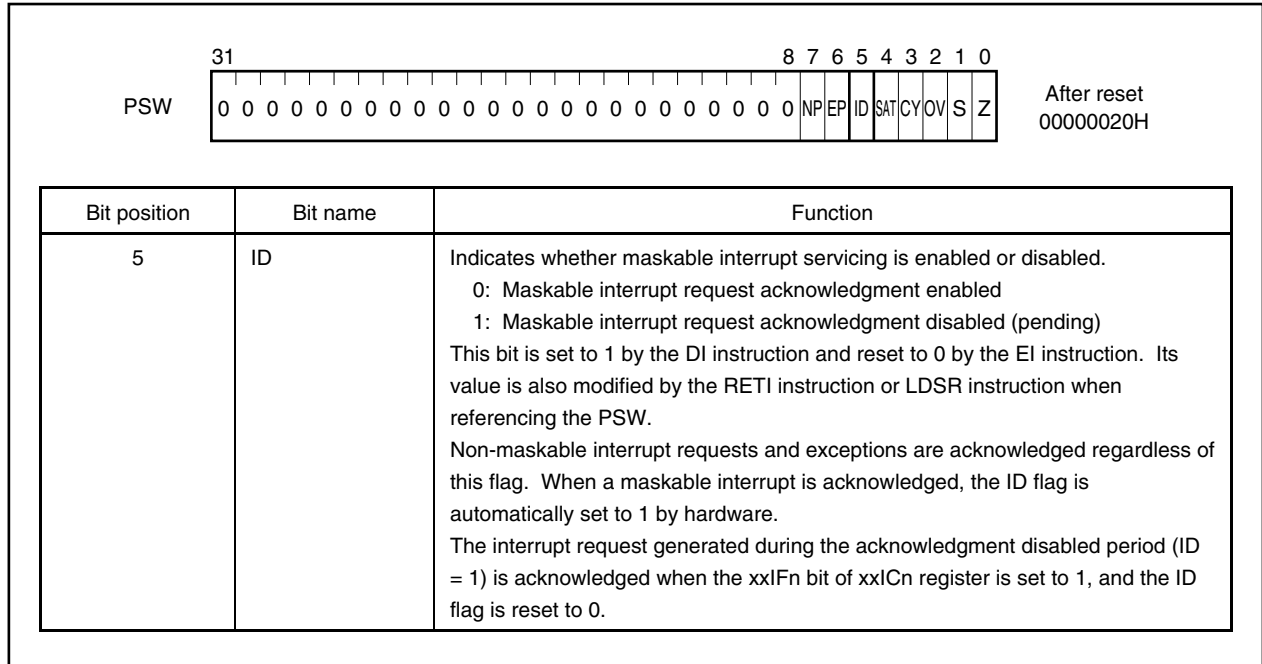 31 8 7 6 5 4 3 2 1 0
PSW 0 0 0 0 0 0 0 0 0 0 0 0 0 0 0 0 0 0 0 0 0 0 0 0 NP EP ID SAT CY OV S Z After reset
00000020H
Bit position Bit name Function
5 ID Indicates whether maskable interrupt servicing is enabled or disabled.
0: Maskable interrupt request acknowledgment enabled
1: Maskable interrupt request acknowledgment disabled (pending)
This bit is set to 1 by the DI instruction and reset to 0 by the EI instruction. Its
value is also modified by the RETI instruction or LDSR instruction when
referencing the PSW.
Non-maskable interrupt requests and exceptions are acknowledged regardless of
this flag. When a maskable interrupt is acknowledged, the ID flag is
automatically set to 1 by hardware.
The interrupt request generated during the acknowledgment disabled period (ID
= 1) is acknowledged when the xxIFn bit of xxICn register is set to 1, and the ID
flag is reset to 0.